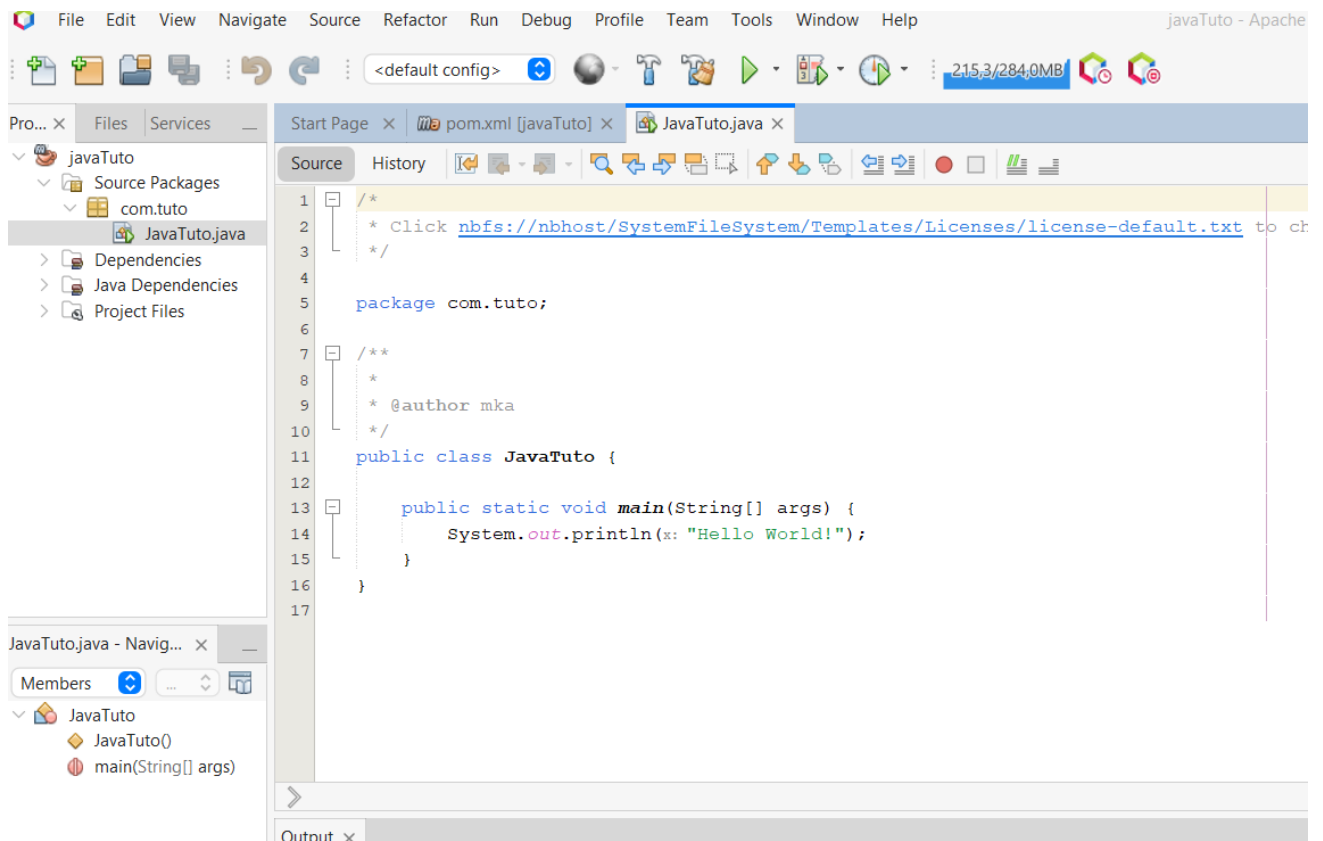 File Edit View Navigate Source Refactor Run Debug Profile Team Tools Window Help javaTuto - Apache
<default config> 215,3/284,0MB
Pro... Files Services
javaTuto
Source Packages
com.tuto
JavaTuto.java
Dependencies
Java Dependencies
Project Files
Start Page pom.xml [javaTuto] JavaTuto.java
Source History
1 /*
2 * Click nbfs://nbhost/SystemFileSystem/Templates/Licenses/license-default.txt to ch
3 */
4
5 package com.tuto;
6
7 /**
8 *
9 * @author mka
10 */
11 public class JavaTuto {
12
13 public static void main(String[] args) {
14 System.out.println(x: "Hello World!");
15 }
16 }
17
JavaTuto.java - Navig...
Members ...
JavaTuto
JavaTuto()
main(String[] args)
Output